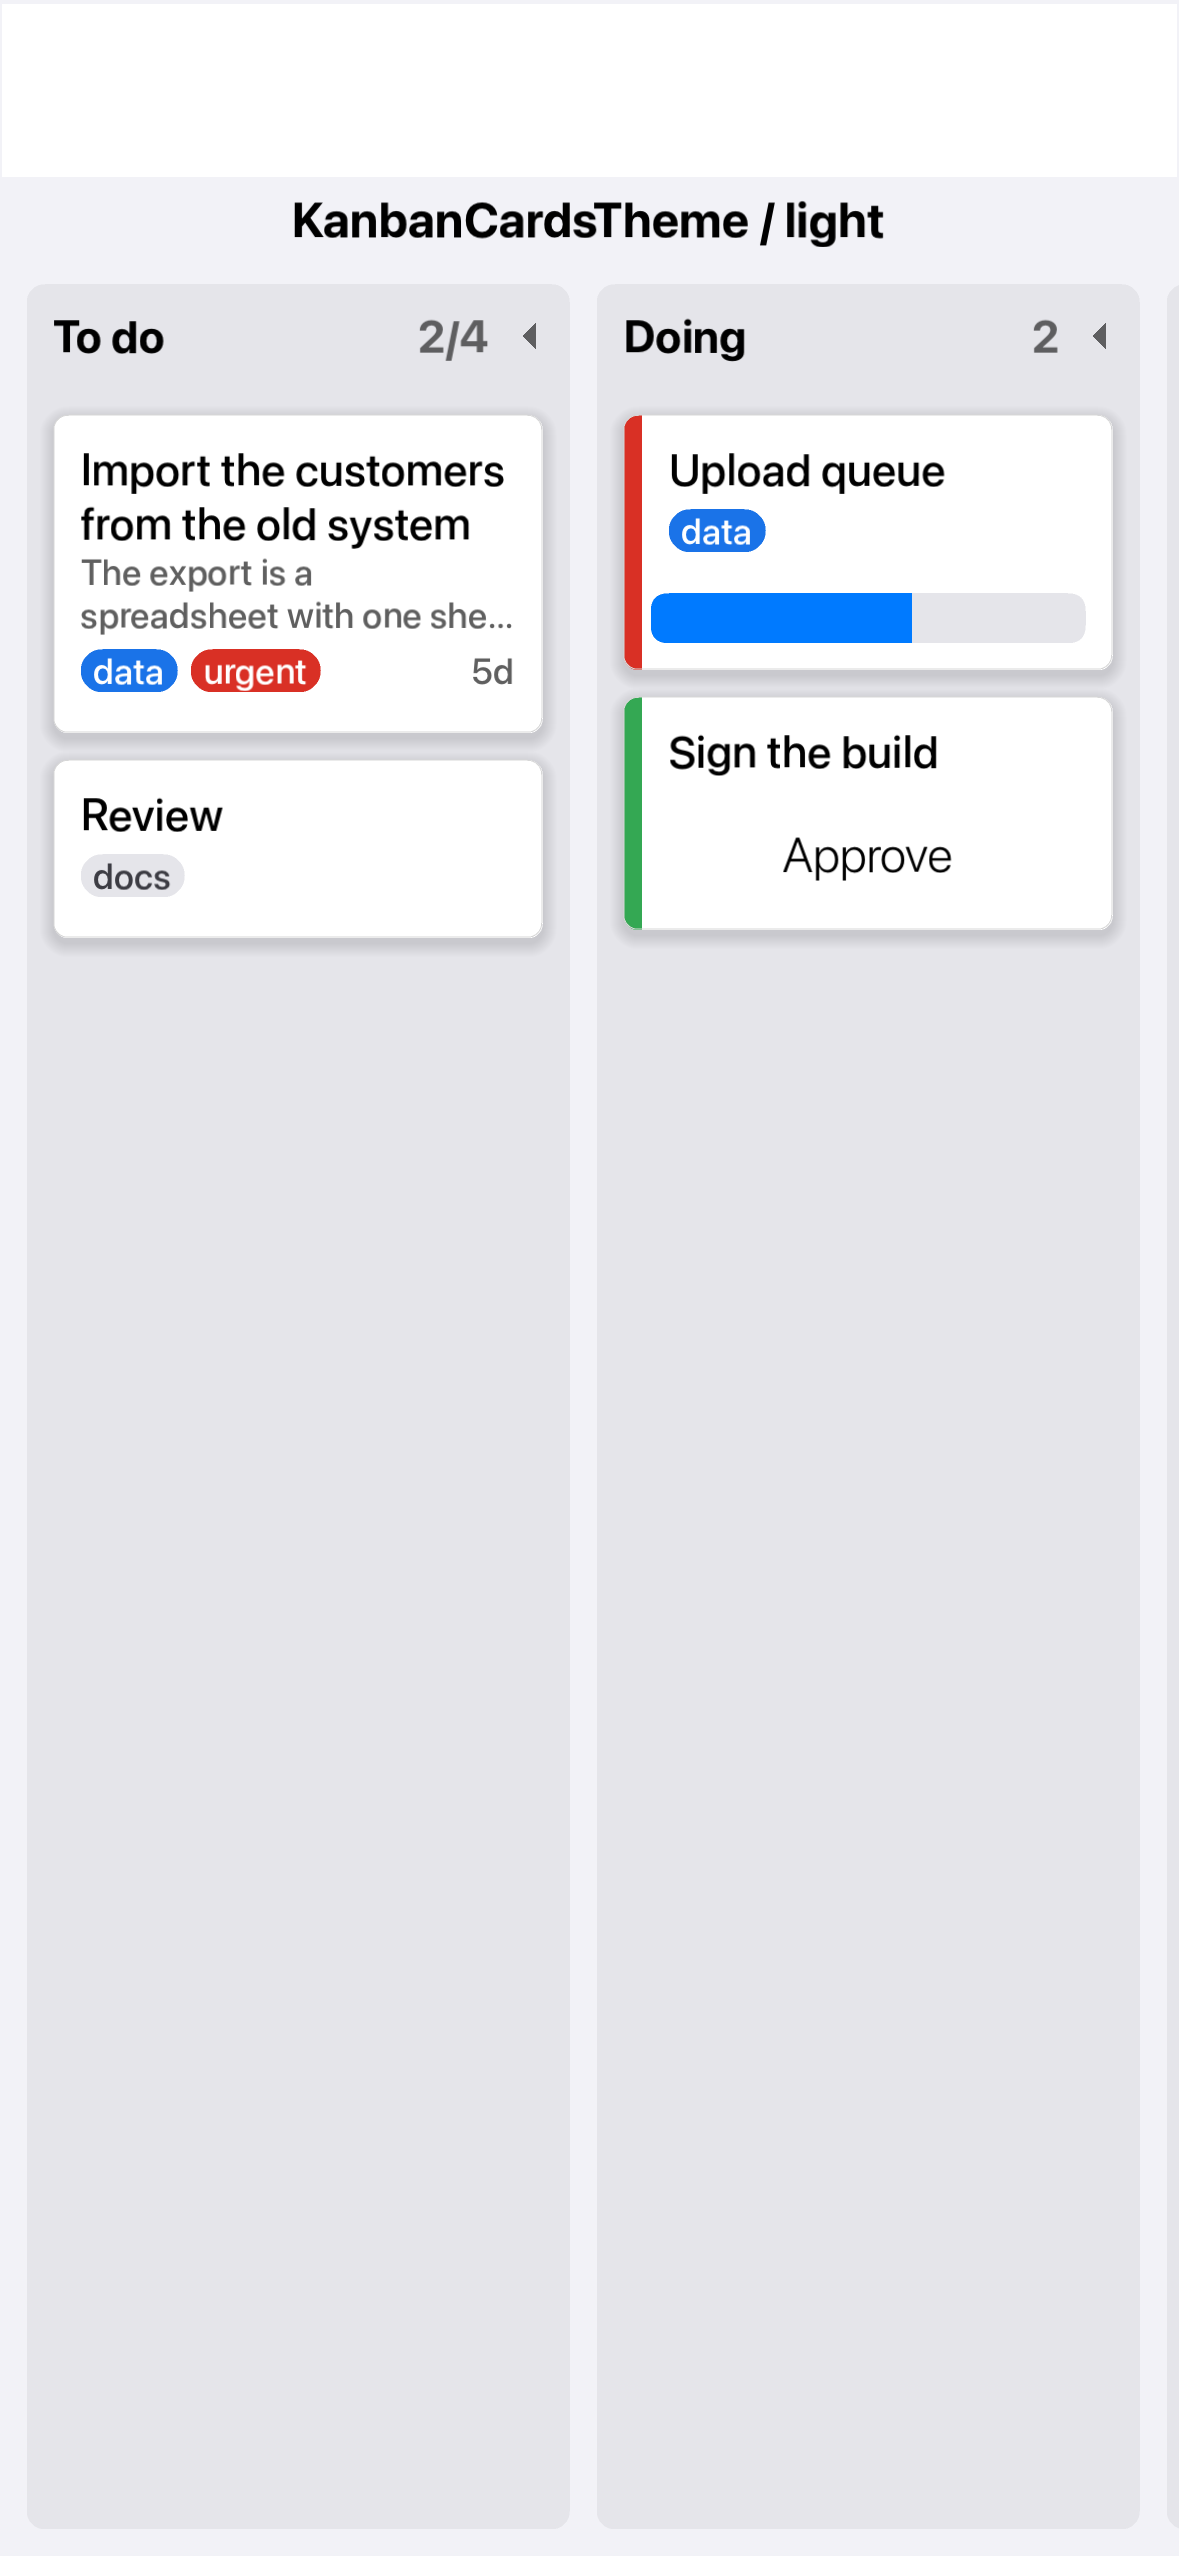 KanbanCardsTheme / light
To do 2/4
Import the customers
from the old system
The export is a
spreadsheet with one she...
data urgent 5d
Review
docs
Doing 2
Upload queue
data
Sign the build
Approve